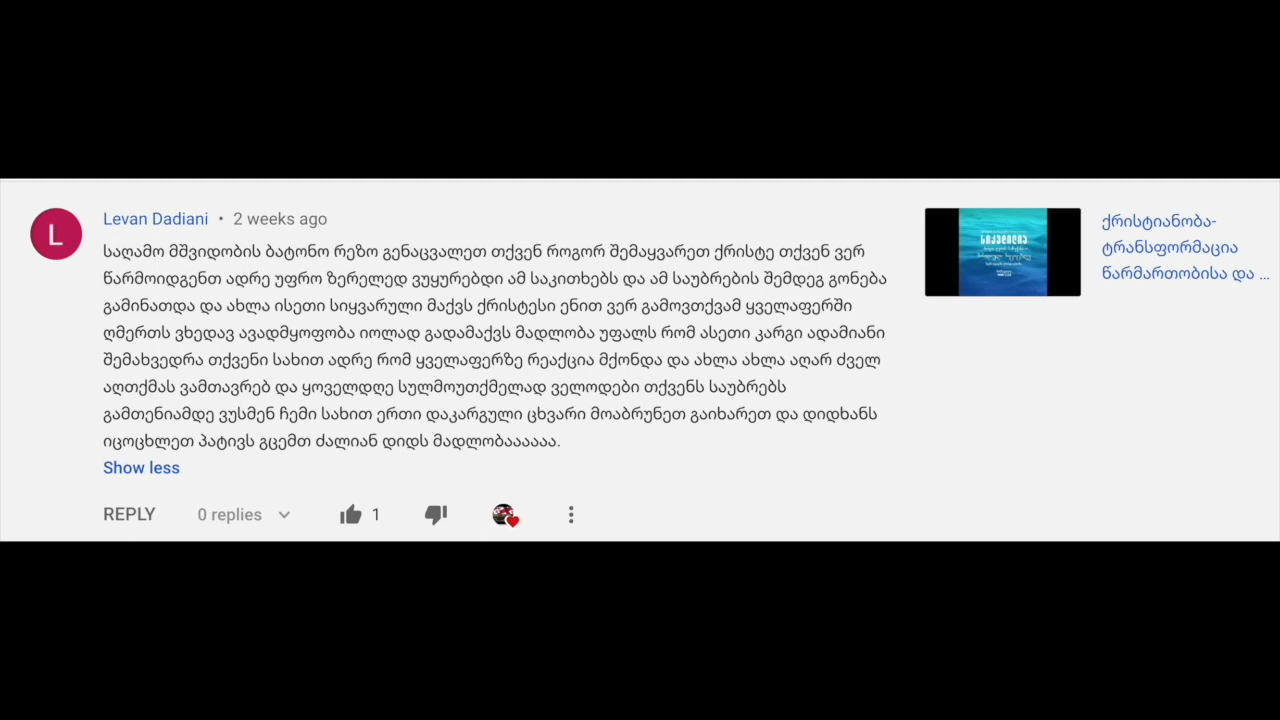 L
Levan Dadiani • 2 weeks ago
საღამო მშვიდობის ბატონო რეზო გენაცვალეთ თქვენ როგორ შემაყვარეთ ქრისტე თქვენ ვერ
წარმოიდგენთ ადრე უფრო ზერელედ ვუყურებდი ამ საკითხებს და ამ საუბრების შემდეგ გონება
გამინათდა და ახლა ისეთი სიყვარული მაქვს ქრისტესი ენით ვერ გამოვთქვამ ყველაფერში
ღმერთს ვხედავ ავადმყოფობა იოლად გადამაქვს მადლობა უფალს რომ ასეთი კარგი ადამიანი
შემახვედრა თქვენი სახით ადრე რომ ყველაფერზე რეაქცია მქონდა და ახლა ახლა აღარ ძველ
აღთქმას ვამთავრებ და ყოველდღე სულმოუთქმელად ველოდები თქვენს საუბრებს
გამთენიამდე ვუსმენ ჩემი სახით ერთი დაკარგული ცხვარი მოაბრუნეთ გაიხარეთ და დიდხანს
იცოცხლეთ პატივს გცემთ ძალიან დიდს მადლობაააააა.
Show less
REPLY 0 replies 1
სიკვდილი
ქრისტიანობა-
ტრანსფორმაცია
წარმართობისა და ...